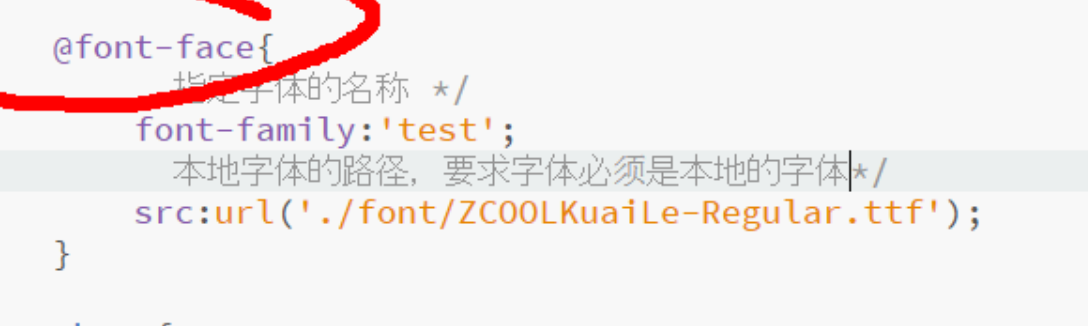 @font-face{
指定字体的名称 */
font-family:'test';
本地字体的路径，要求字体必须是本地的字体*/
src:url('./font/ZCOOLKuaiLe-Regular.ttf');
}